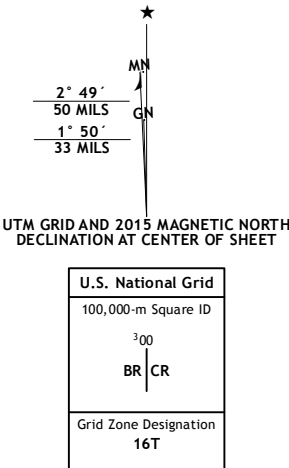 ★
MN
2° 49´
50 MILS
GN
1° 50´
33 MILS
UTM GRID AND 2015 MAGNETIC NORTH
DECLINATION AT CENTER OF SHEET
U.S. National Grid
100,000-m Square ID
³00
BR CR
Grid Zone Designation
16T